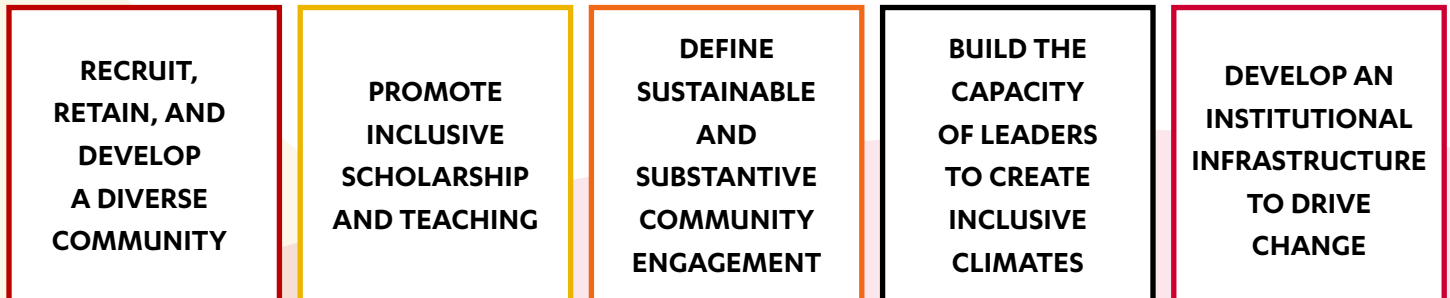 RECRUIT,
RETAIN, AND
DEVELOP
A DIVERSE
COMMUNITY
PROMOTE
INCLUSIVE
SCHOLARSHIP
AND TEACHING
DEFINE
SUSTAINABLE
AND
SUBSTANTIVE
COMMUNITY
ENGAGEMENT
BUILD THE
CAPACITY
OF LEADERS
TO CREATE
INCLUSIVE
CLIMATES
DEVELOP AN
INSTITUTIONAL
INFRASTRUCTURE
TO DRIVE
CHANGE